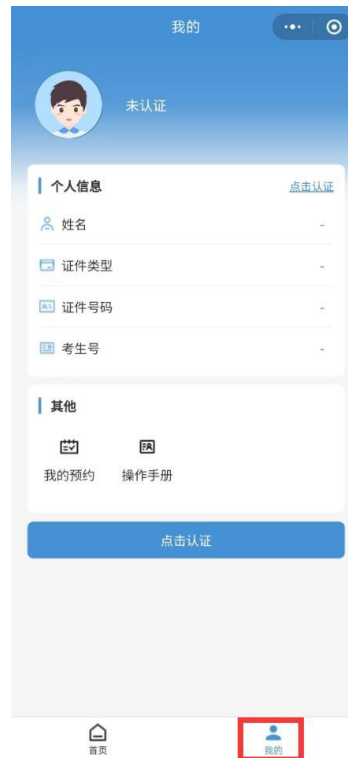 我的
未认证
个人信息
点击认证
姓名
-
证件类型
-
证件号码
-
考生号
-
其他
我的预约
操作手册
点击认证
首页
我的